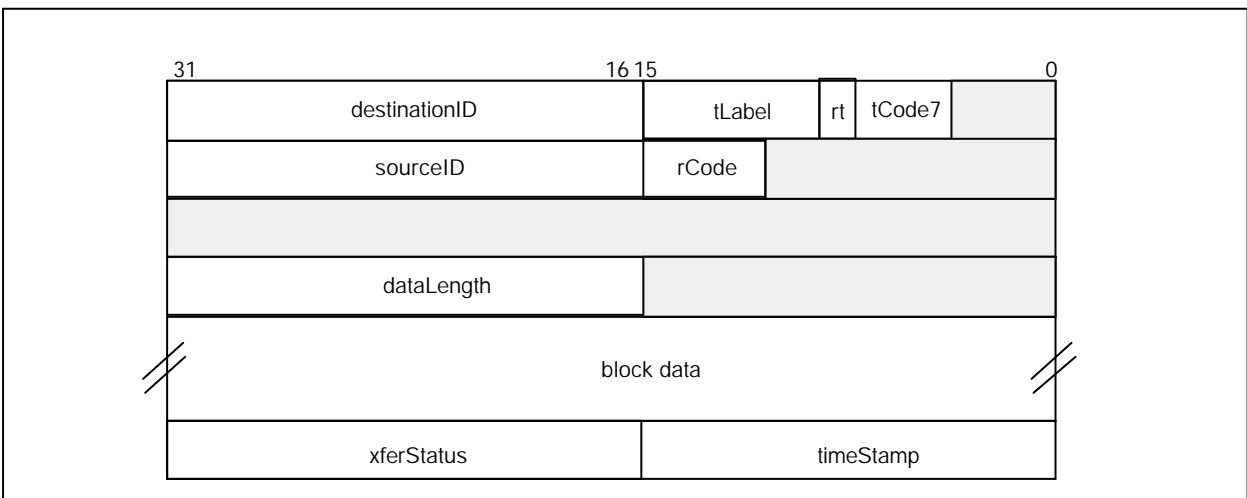 31 16 15 0
destinationID tLabel rt tCode7
sourceID rCode
dataLength
block data
xferStatus timeStamp